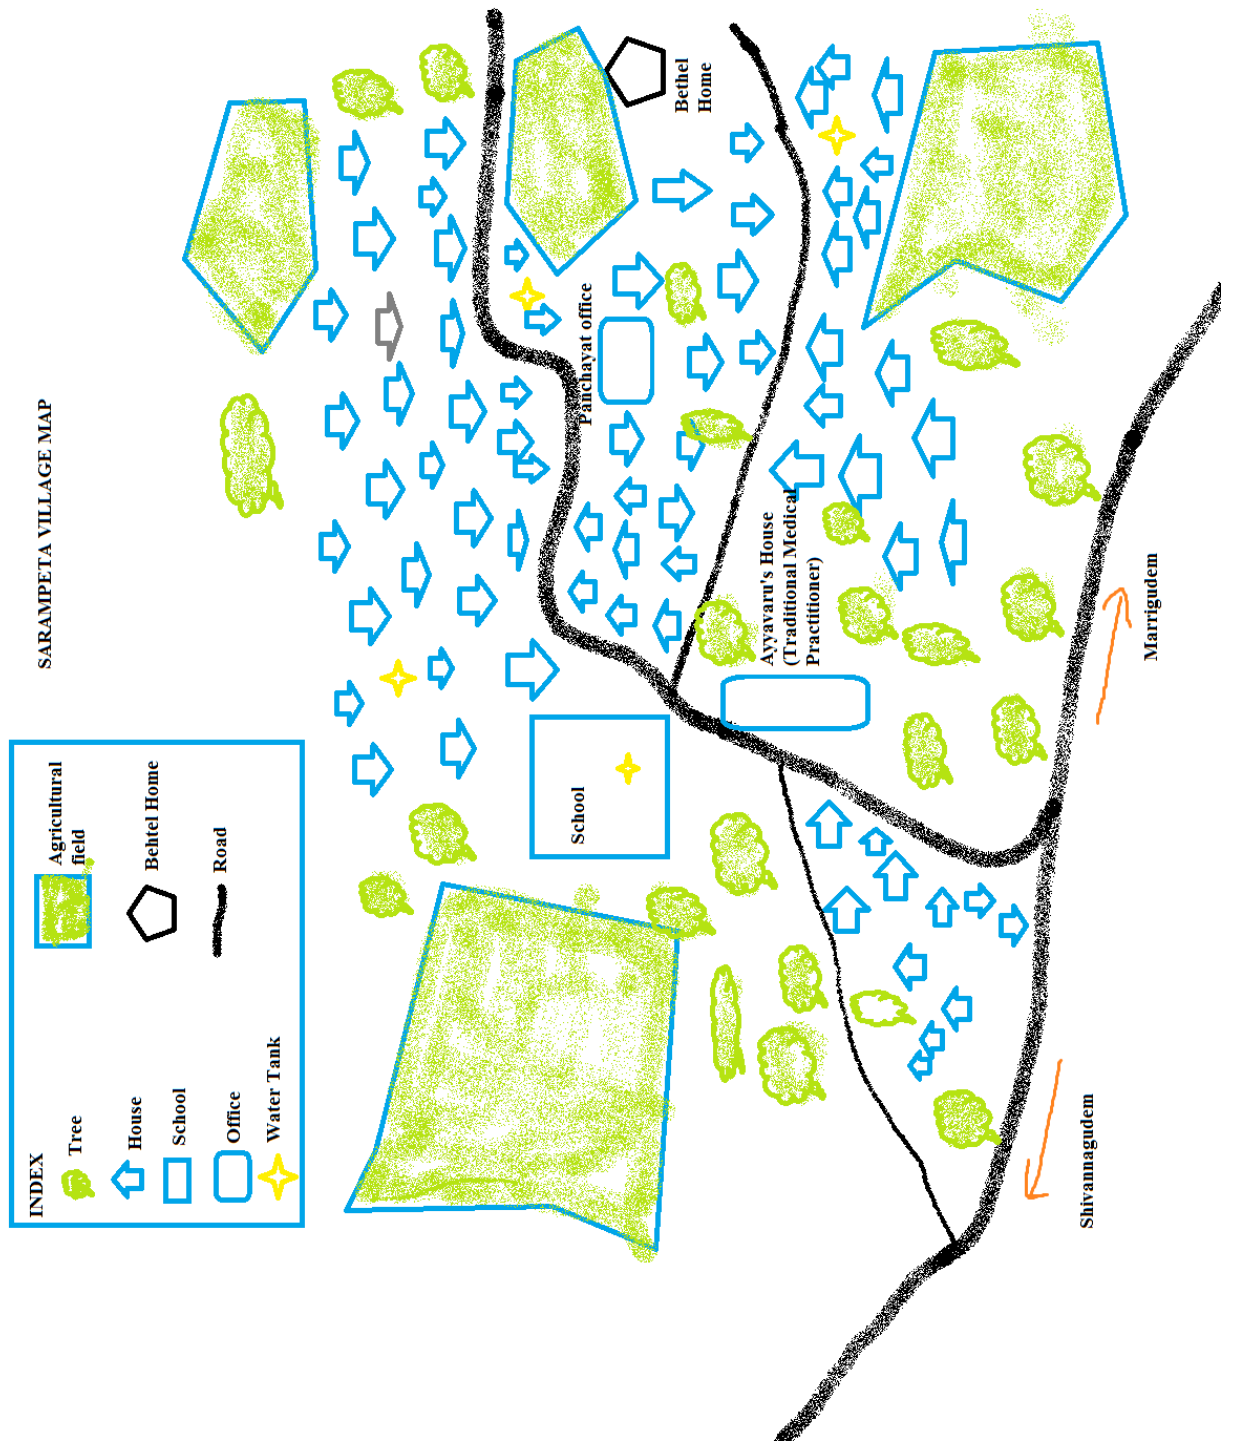 SARAMPETA VILLAGE MAP
INDEX
Tree
House
School
Office
Water Tank
Agricultural
field
Behtel Home
Road
School
Panchayat office
Bethel
Home
Ayyavaru's House
(Traditional Medical
Practitioner)
Shivannagudem
Marrigudem